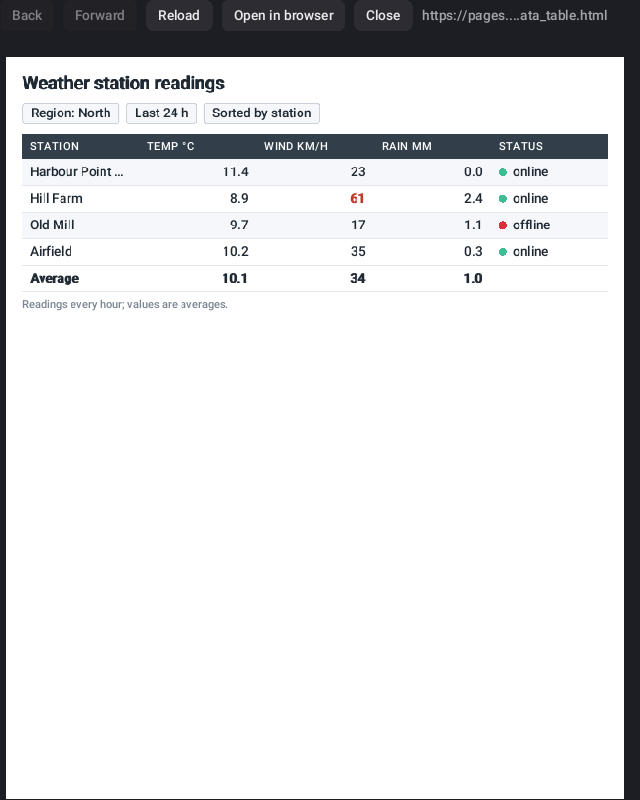 Back Forward Reload Open in browser Close https://pages....ata_table.html
Weather station readings
Region: North Last 24 h Sorted by station
STATION TEMP °C WIND KM/H RAIN MM STATUS
Harbour Point ... 11.4 23 0.0 online
Hill Farm 8.9 61 2.4 online
Old Mill 9.7 17 1.1 offline
Airfield 10.2 35 0.3 online
Average 10.1 34 1.0
Readings every hour; values are averages.